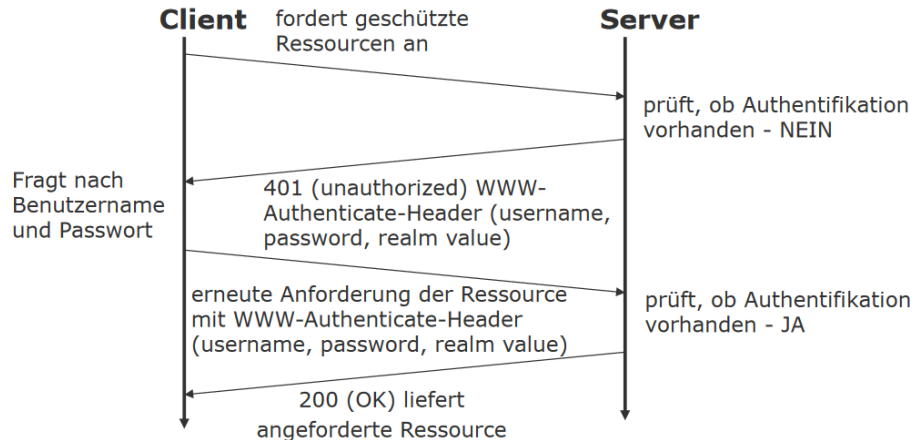 Client
Server
fordert geschützte
Ressourcen an
prüft, ob Authentifikation
vorhanden - NEIN
Fragt nach
Benutzername
und Passwort
401 (unauthorized) WWW-
Authenticate-Header (username,
password, realm value)
erneute Anforderung der Ressource
mit WWW-Authenticate-Header
(username, password, realm value)
prüft, ob Authentifikation
vorhanden - JA
200 (OK) liefert
angeforderte Ressource